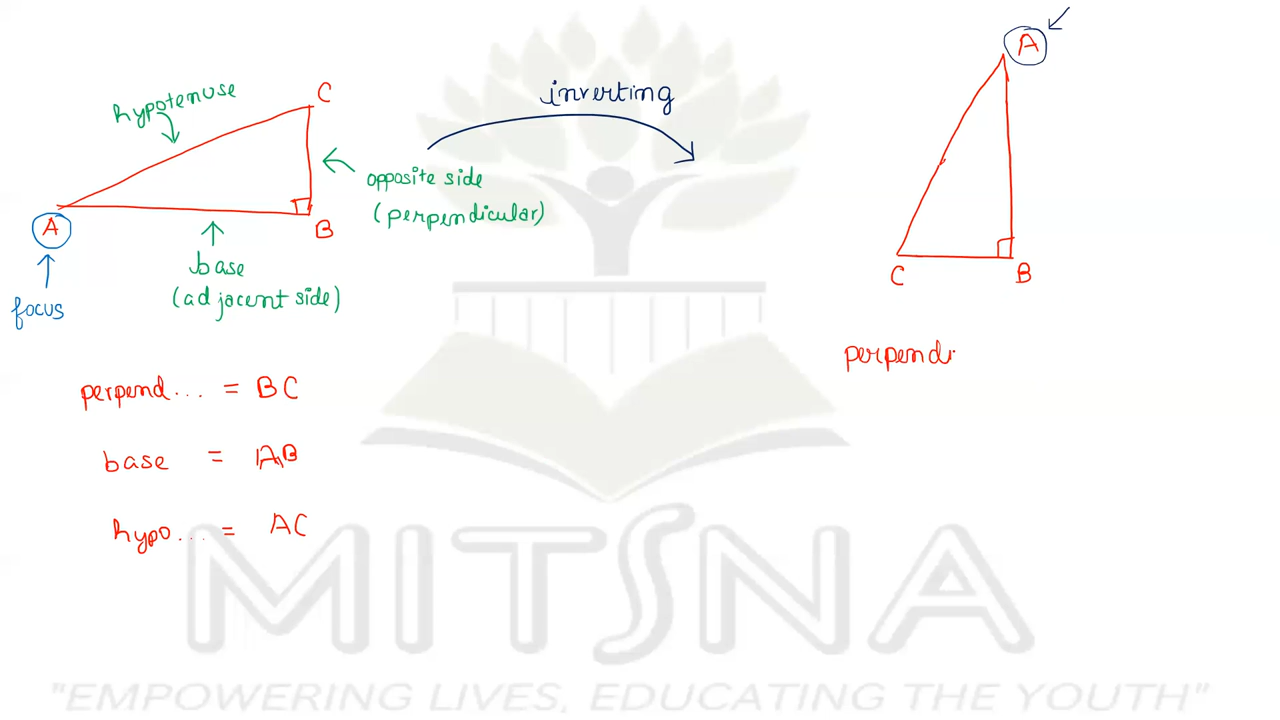 A
C
hypotenuse
inverting
opposite side
(perpendicular)
A
B
base
(adjacent side)
focus
C
B
perpendi
perpend... = BC
base = AB
hypo... = AC
MITSNA
"EMPOWERING LIVES, EDUCATING THE YOUTH"